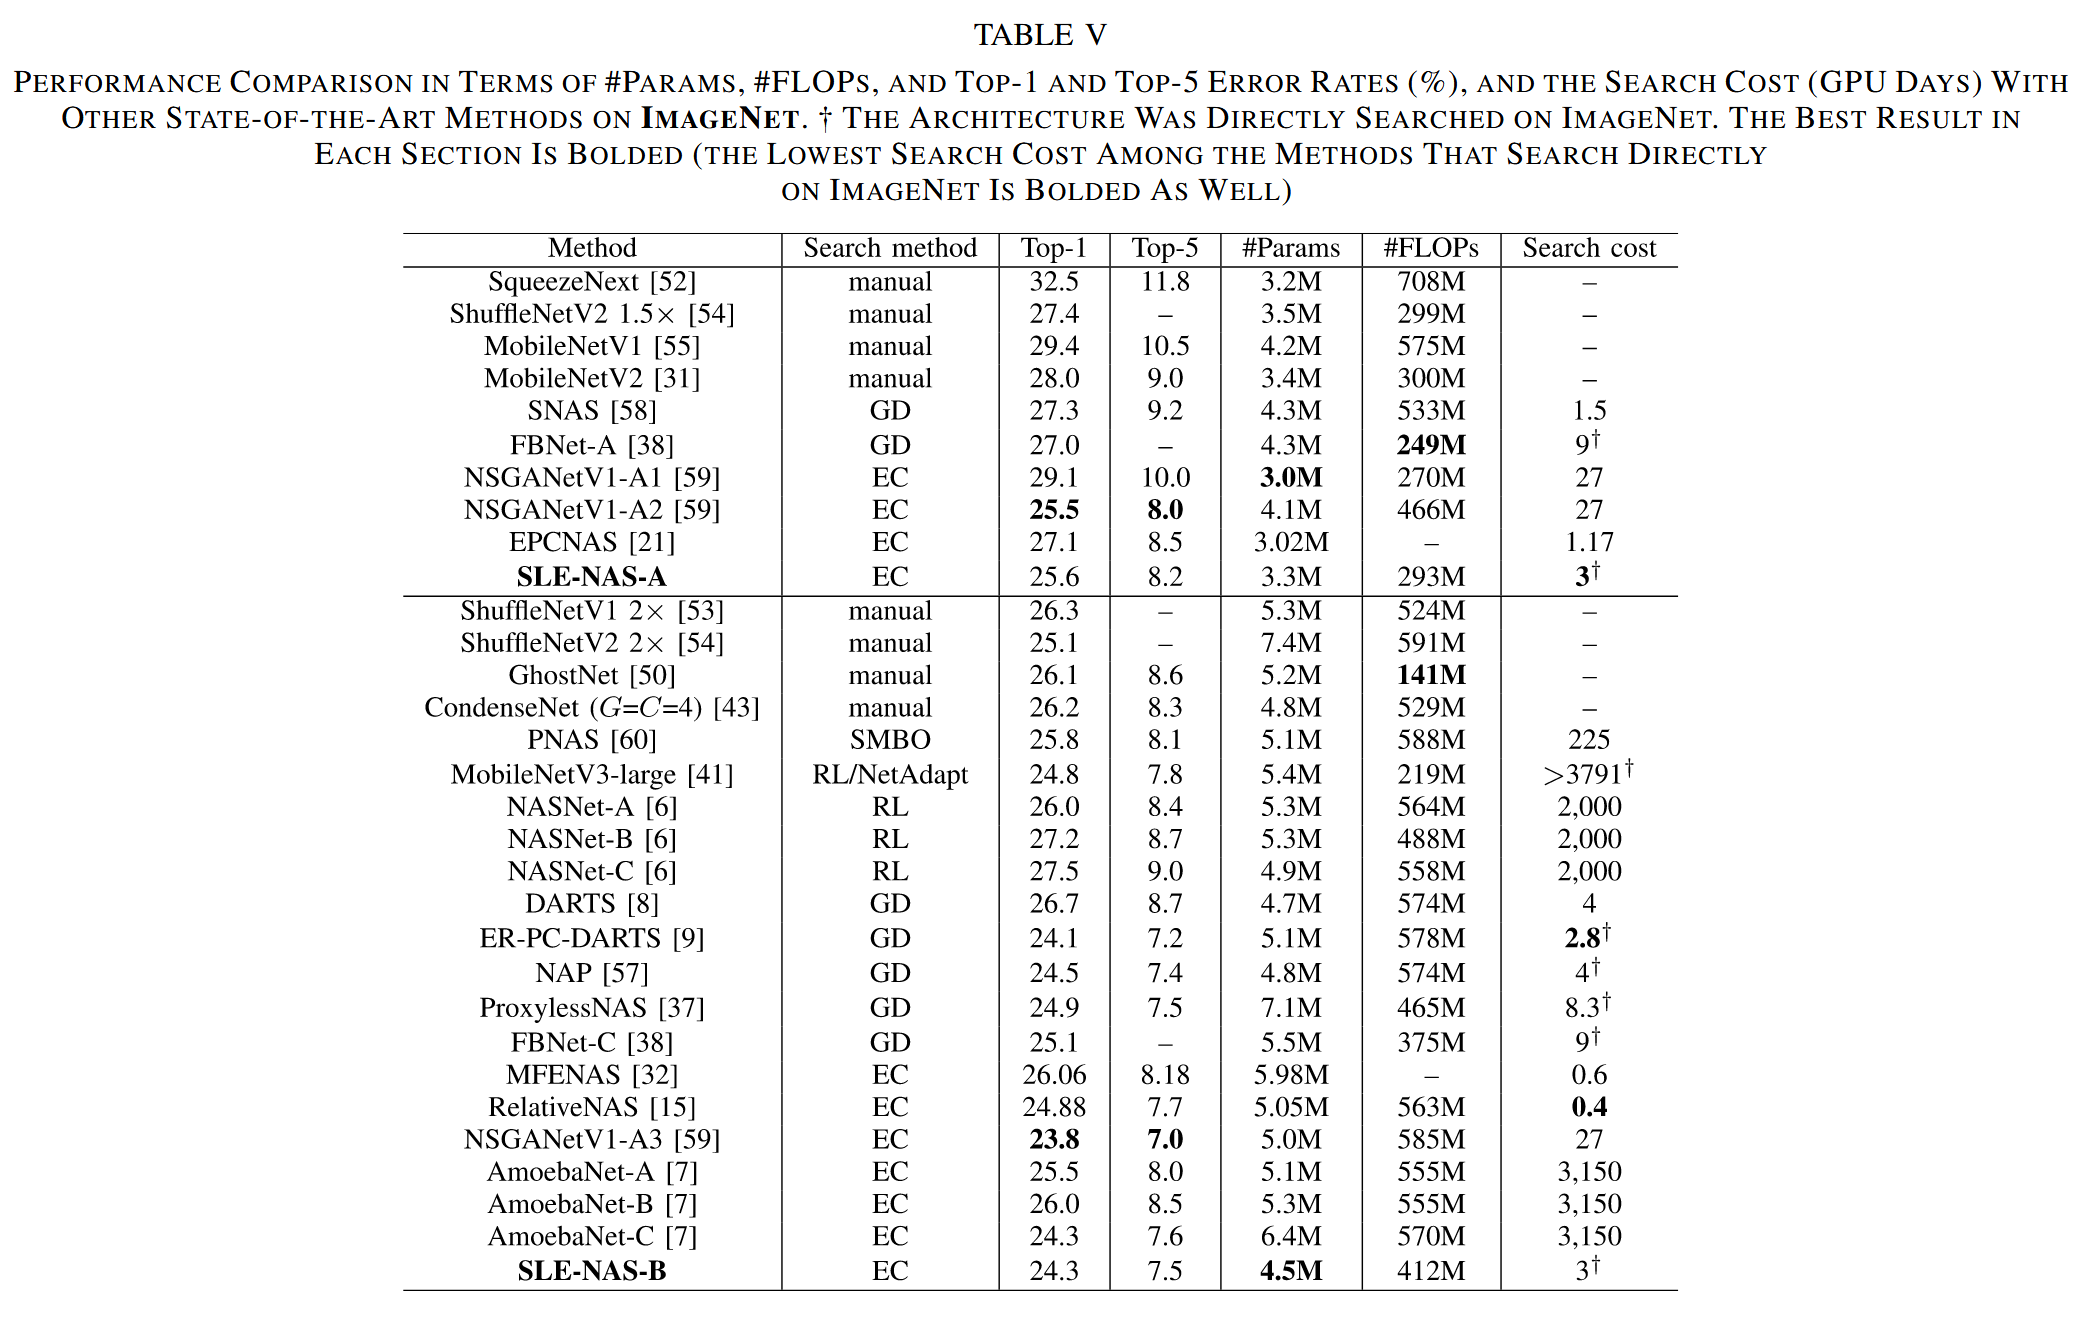 TABLE V
PERFORMANCE COMPARISON IN TERMS OF #PARAMS, #FLOPS, AND TOP-1 AND TOP-5 ERROR RATES (%), AND THE SEARCH COST (GPU DAYS) WITH
OTHER STATE-OF-THE-ART METHODS ON IMAGENET. † THE ARCHITECTURE WAS DIRECTLY SEARCHED ON IMAGENET. THE BEST RESULT IN
EACH SECTION IS BOLDED (THE LOWEST SEARCH COST AMONG THE METHODS THAT SEARCH DIRECTLY
ON IMAGENET IS BOLDED AS WELL)
Method Search method Top-1 Top-5 #Params #FLOPs Search cost
SqueezeNext [52] manual 32.5 11.8 3.2M 708M –
ShuffleNetV2 1.5× [54] manual 27.4 – 3.5M 299M –
MobileNetV1 [55] manual 29.4 10.5 4.2M 575M –
MobileNetV2 [31] manual 28.0 9.0 3.4M 300M –
SNAS [58] GD 27.3 9.2 4.3M 533M 1.5
FBNet-A [38] GD 27.0 – 4.3M 249M 9†
NSGANetV1-A1 [59] EC 29.1 10.0 3.0M 270M 27
NSGANetV1-A2 [59] EC 25.5 8.0 4.1M 466M 27
EPCNAS [21] EC 27.1 8.5 3.02M – 1.17
SLE-NAS-A EC 25.6 8.2 3.3M 293M 3†
ShuffleNetV1 2× [53] manual 26.3 – 5.3M 524M –
ShuffleNetV2 2× [54] manual 25.1 – 7.4M 591M –
GhostNet [50] manual 26.1 8.6 5.2M 141M –
CondenseNet (G=C=4) [43] manual 26.2 8.3 4.8M 529M –
PNAS [60] SMBO 25.8 8.1 5.1M 588M 225
MobileNetV3-large [41] RL/NetAdapt 24.8 7.8 5.4M 219M >3791†
NASNet-A [6] RL 26.0 8.4 5.3M 564M 2,000
NASNet-B [6] RL 27.2 8.7 5.3M 488M 2,000
NASNet-C [6] RL 27.5 9.0 4.9M 558M 2,000
DARTS [8] GD 26.7 8.7 4.7M 574M 4
ER-PC-DARTS [9] GD 24.1 7.2 5.1M 578M 2.8†
NAP [57] GD 24.5 7.4 4.8M 574M 4†
ProxylessNAS [37] GD 24.9 7.5 7.1M 465M 8.3†
FBNet-C [38] GD 25.1 – 5.5M 375M 9†
MFENAS [32] EC 26.06 8.18 5.98M – 0.6
RelativeNAS [15] EC 24.88 7.7 5.05M 563M 0.4
NSGANetV1-A3 [59] EC 23.8 7.0 5.0M 585M 27
AmoebaNet-A [7] EC 25.5 8.0 5.1M 555M 3,150
AmoebaNet-B [7] EC 26.0 8.5 5.3M 555M 3,150
AmoebaNet-C [7] EC 24.3 7.6 6.4M 570M 3,150
SLE-NAS-B EC 24.3 7.5 4.5M 412M 3†